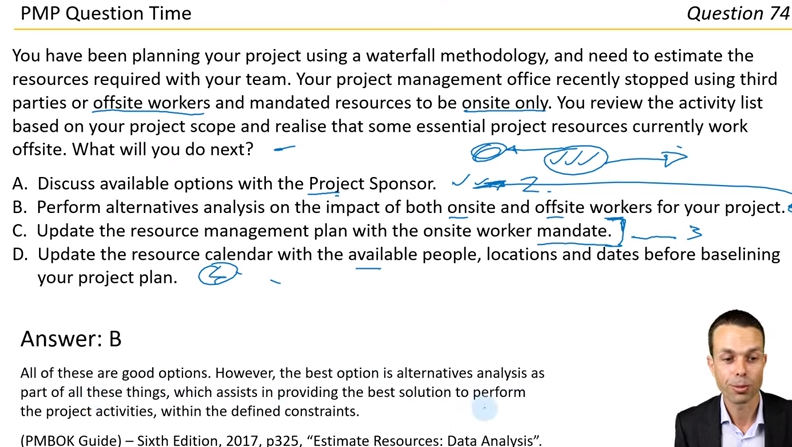 PMP Question Time
Question 74
You have been planning your project using a waterfall methodology, and need to estimate the
resources required with your team. Your project management office recently stopped using third
parties or offsite workers and mandated resources to be onsite only. You review the activity list
based on your project scope and realise that some essential project resources currently work
offsite. What will you do next?
A. Discuss available options with the Project Sponsor.
2.
B. Perform alternatives analysis on the impact of both onsite and offsite workers for your project.
C. Update the resource management plan with the onsite worker mandate.
3
D. Update the resource calendar with the available people, locations and dates before baselining
your project plan.
Answer: B
All of these are good options. However, the best option is alternatives analysis as
part of all these things, which assists in providing the best solution to perform
the project activities, within the defined constraints.
(PMBOK Guide) – Sixth Edition, 2017, p325, “Estimate Resources: Data Analysis”.